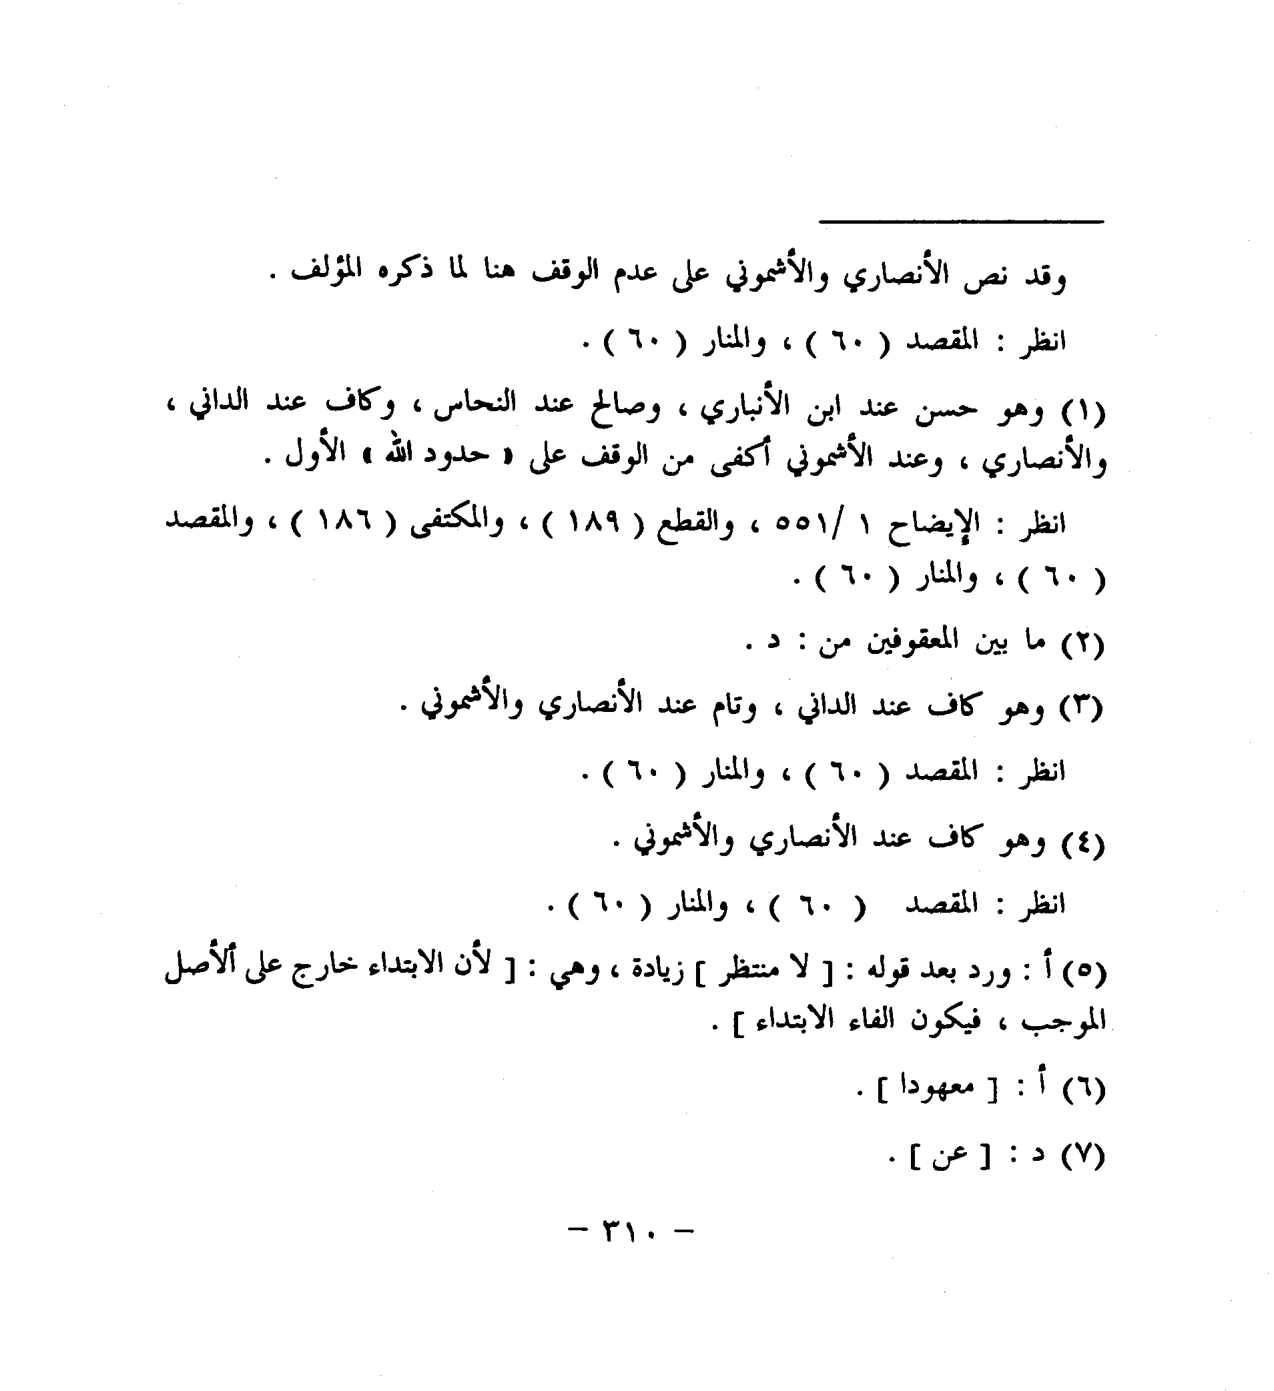 وقد نص الأنصاري والأشموني على عدم الوقف هنا لما ذكره المؤلف .
انظر : المقصد ( ٦٠ ) ، والمنار ( ٦٠ ) .
(١) وهو حسن عند ابن الأنباري ، وصالح عند النحاس ، وكاف عند الداني ،
والأنصاري ، وعند الأشموني أكفى من الوقف على « حدود الله » الأول .
انظر : الإيضاح ١ /٥٥١ ، والقطع ( ١٨٩ ) ، والمكتفى ( ١٨٦ ) ، والمقصد
( ٦٠ ) ، والمنار ( ٦٠ ) .
(٢) ما بين المعقوفين من : د .
(٣) وهو كاف عند الداني ، وتام عند الأنصاري والأشموني .
انظر : المقصد ( ٦٠ ) ، والمنار ( ٦٠ ) .
(٤) وهو كاف عند الأنصاري والأشموني .
انظر : المقصد ( ٦٠ ) ، والمنار ( ٦٠ ) .
(٥) أ : ورد بعد قوله : [ لا منتظر ] زيادة ، وهي : [ لأن الابتداء خارج على ألأصل
الموجب ، فيكون الفاء الابتداء ] .
(٦) أ : [ معهودا ] .
(٧) د : [ عن ] .
– ٣١٠ –